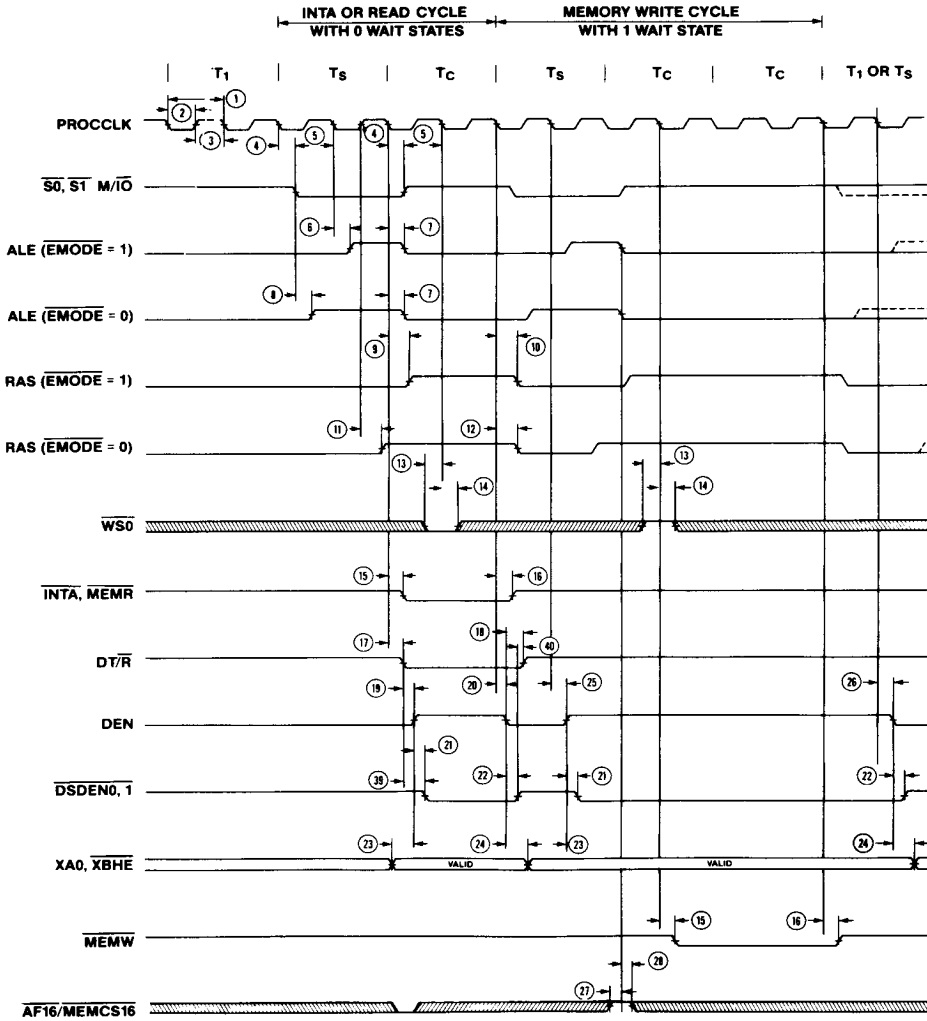 INTA OR READ CYCLE
WITH 0 WAIT STATES
MEMORY WRITE CYCLE
WITH 1 WAIT STATE
T1 TS TC TS TC TC T1 OR TS
1
2
PROCCLK
3 4 5 4 5
S0, S1 M/IO
6 7
ALE (EMODE = 1)
8 7
ALE (EMODE = 0)
9 10
RAS (EMODE = 1)
11 12
RAS (EMODE = 0)
13 13
14 14
WS0
15 16
INTA, MEMR
18
17 40
DT/R
19 20 25 26
DEN
21
39 22 21 22
DSDEN0, 1
23 24 23 24
XA0, XBHE VALID VALID
15 16
MEMW
28
27
AF16/MEMCS16